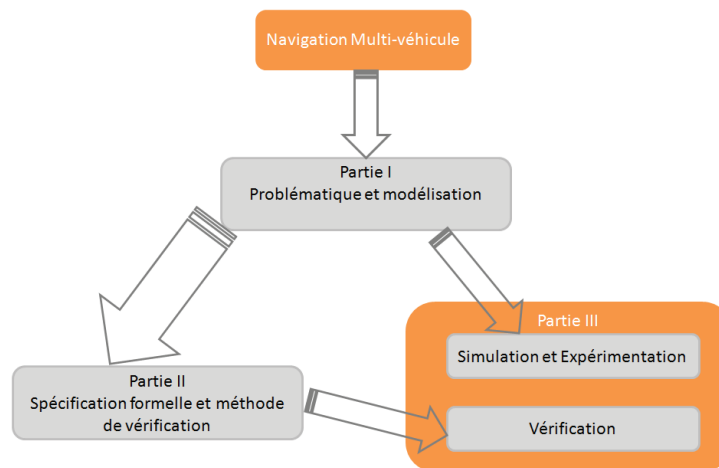 Navigation Multi-véhicule
Partie I
Problématique et modélisation
Partie III
Simulation et Expérimentation
Partie II
Spécification formelle et méthode
de vérification
Vérification